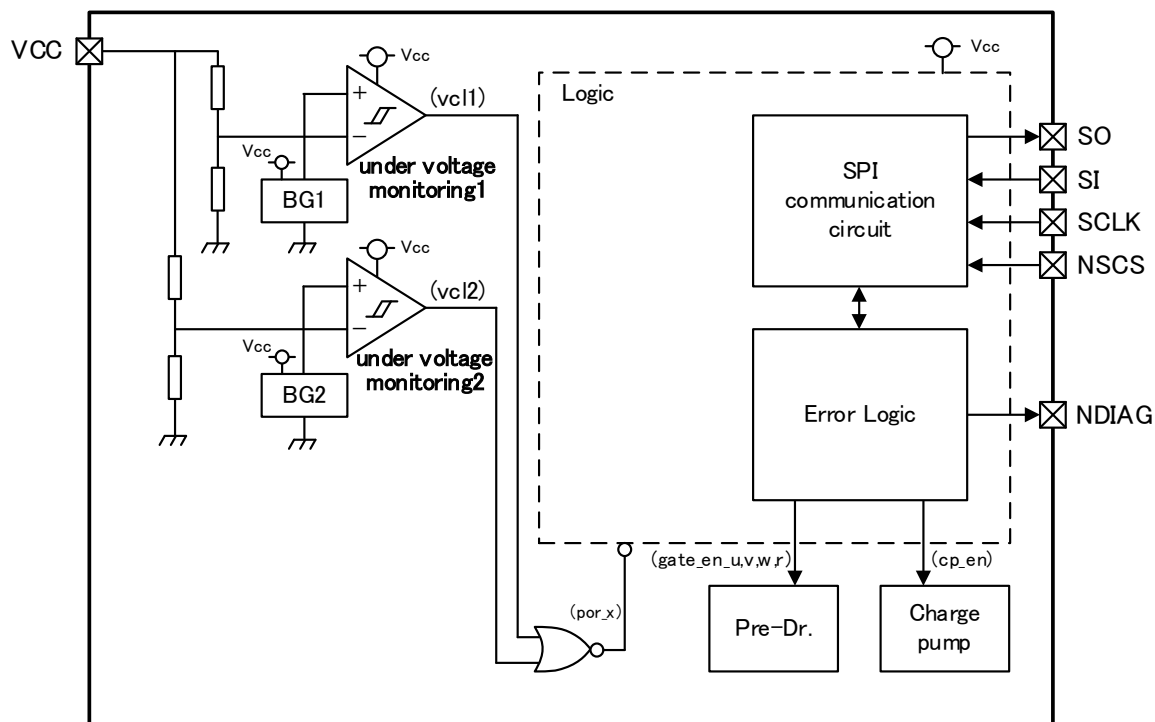 VCC
Vcc
(vcl1)
+
−
under voltage
monitoring1
Vcc
BG1
Vcc
(vcl2)
+
−
under voltage
monitoring2
Vcc
BG2
Vcc
Logic
SPI
communication
circuit
SO
SI
SCLK
NSCS
Error Logic
NDIAG
(gate_en_u,v,w,r)
(cp_en)
(por_x)
Pre-Dr.
Charge
pump